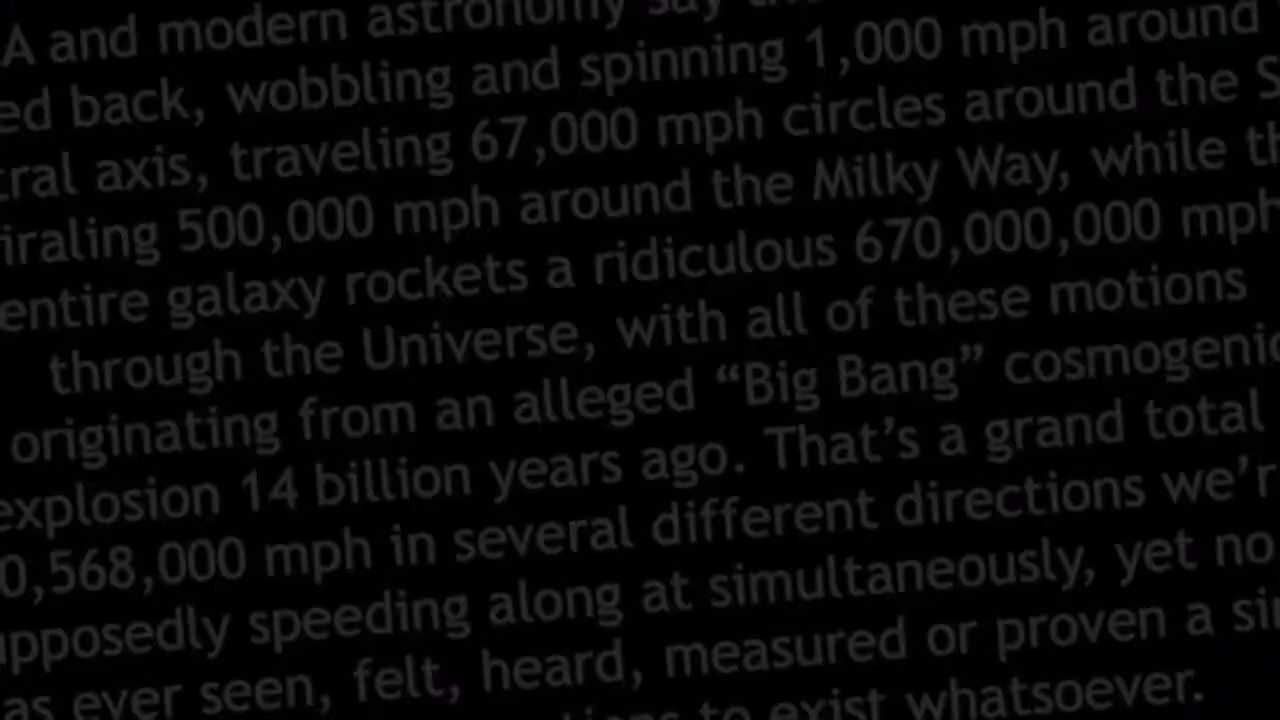 A and modern astronomy say
ed back, wobbling and spinning 1,000 mph around
tral axis, traveling 67,000 mph circles around the S
iraling 500,000 mph around the Milky Way, while th
entire galaxy rockets a ridiculous 670,000,000 mph
through the Universe, with all of these motions
originating from an alleged “Big Bang” cosmogenic
explosion 14 billion years ago. That’s a grand total
0,568,000 mph in several different directions we’r
upposedly speeding along at simultaneously, yet no
as ever seen, felt, heard, measured or proven a si
to exist whatsoever.